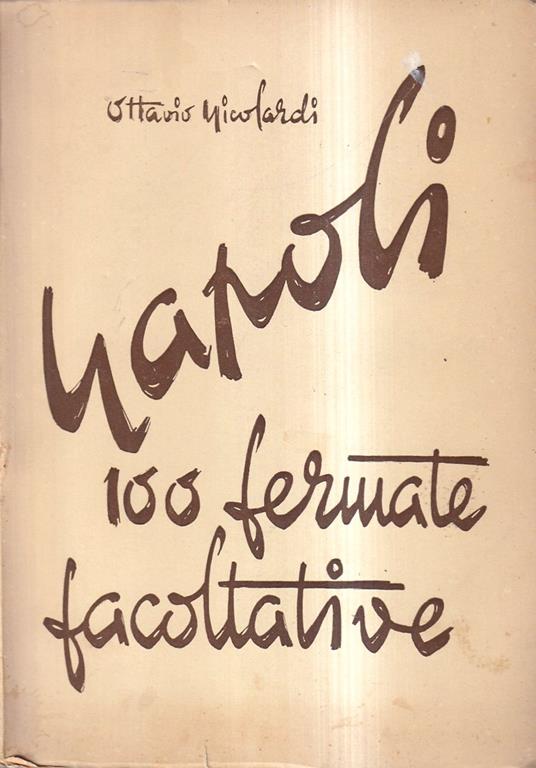 Ottavio Nicolardi
Napoli
100 fermate
facoltative